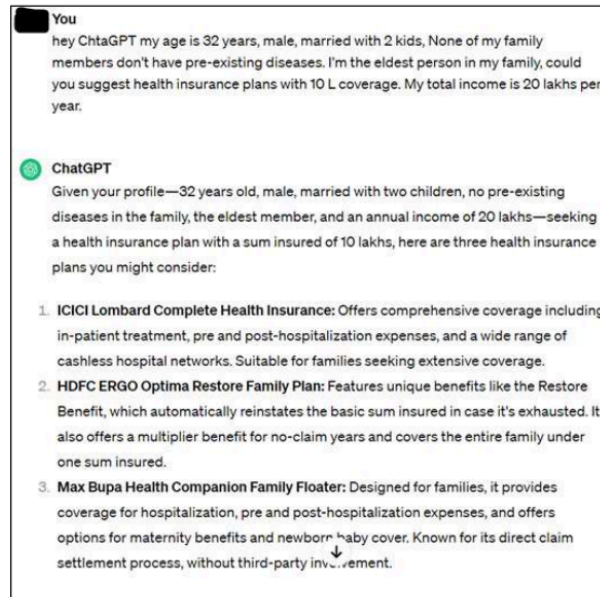 You
hey ChtaGPT my age is 32 years, male, married with 2 kids, None of my family
members don't have pre-existing diseases. I'm the eldest person in my family, could
you suggest health insurance plans with 10 L coverage. My total income is 20 lakhs per
year.
ChatGPT
Given your profile—32 years old, male, married with two children, no pre-existing
diseases in the family, the eldest member, and an annual income of 20 lakhs—seeking
a health insurance plan with a sum insured of 10 lakhs, here are three health insurance
plans you might consider:
1. ICICI Lombard Complete Health Insurance: Offers comprehensive coverage including
in-patient treatment, pre and post-hospitalization expenses, and a wide range of
cashless hospital networks. Suitable for families seeking extensive coverage.
2. HDFC ERGO Optima Restore Family Plan: Features unique benefits like the Restore
Benefit, which automatically reinstates the basic sum insured in case it's exhausted. It
also offers a multiplier benefit for no-claim years and covers the entire family under
one sum insured.
3. Max Bupa Health Companion Family Floater: Designed for families, it provides
coverage for hospitalization, pre and post-hospitalization expenses, and offers
options for maternity benefits and newborn baby cover. Known for its direct claim
settlement process, without third-party involvement.